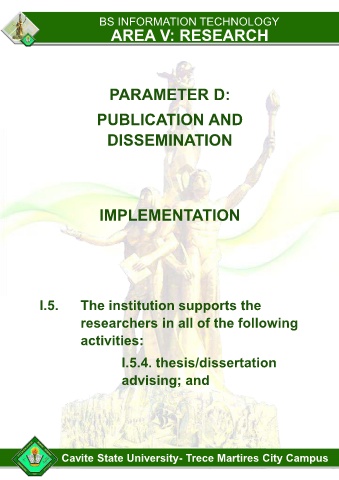 BS INFORMATION TECHNOLOGY
AREA V: RESEARCH
PARAMETER D:
PUBLICATION AND
DISSEMINATION
IMPLEMENTATION
I.5. The institution supports the
researchers in all of the following
activities:
I.5.4. thesis/dissertation
advising; and
Cavite State University- Trece Martires City Campus